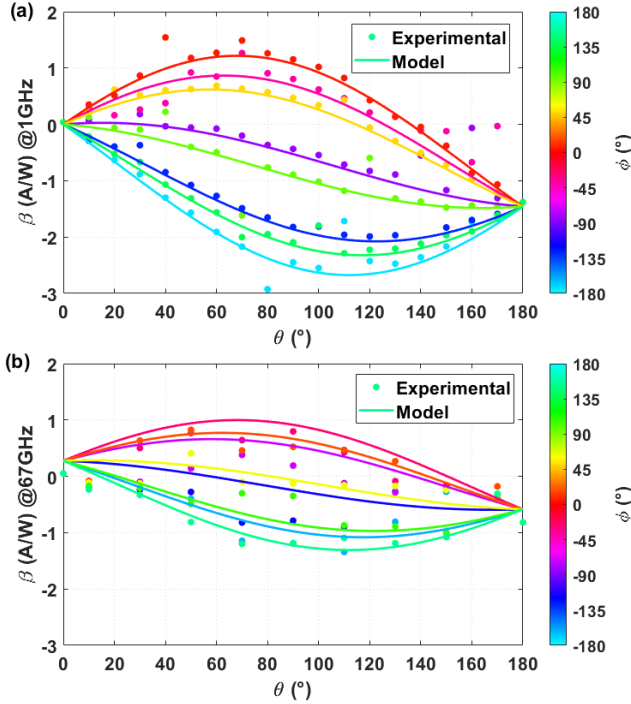 (a)
β (A/W) @1GHz
2
1
0
-1
-2
-3
0 20 40 60 80 100 120 140 160 180
θ (°)
Experimental
Model
180
135
90
45
0
-45
-90
-135
-180
ϕ (°)
(b)
β (A/W) @67GHz
2
1
0
-1
-2
-3
0 20 40 60 80 100 120 140 160 180
θ (°)
Experimental
Model
180
135
90
45
0
-45
-90
-135
-180
ϕ (°)